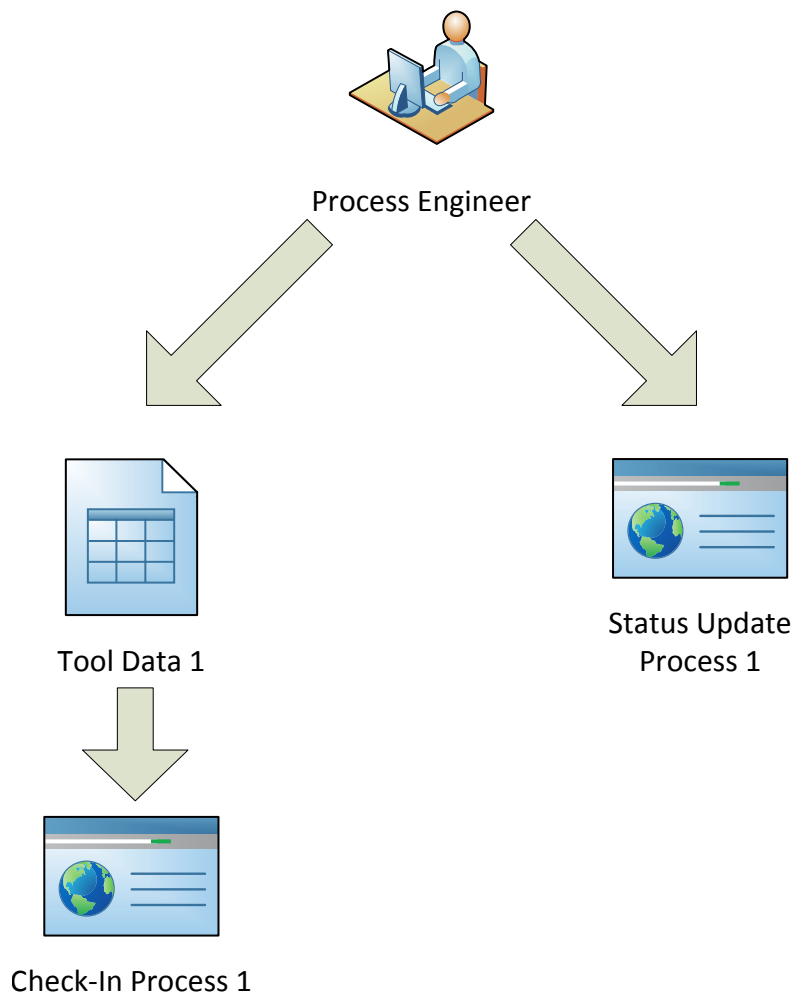 Process Engineer
Tool Data 1
Status Update
Process 1
Check-In Process 1